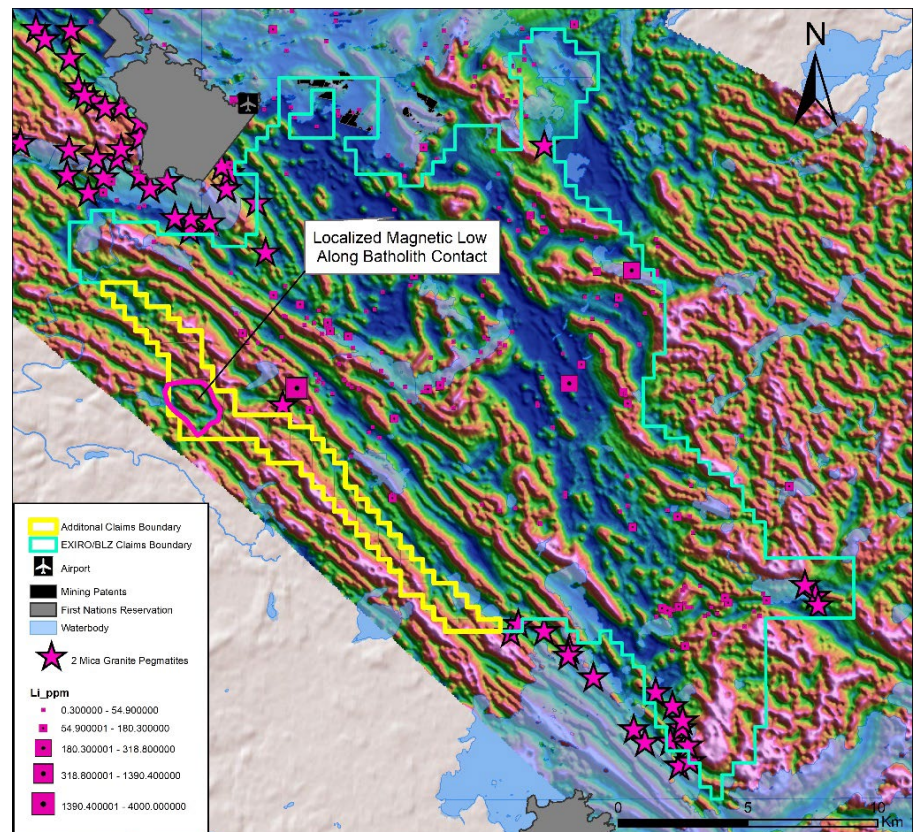 N
Localized Magnetic Low
Along Batholith Contact
Additonal Claims Boundary
EXIRO/BLZ Claims Boundary
Airport
Mining Patents
First Nations Reservation
Waterbody
2 Mica Granite Pegmatites
Li_ppm
0.300000 - 54.900000
54.900001 - 180.300000
180.300001 - 318.800000
318.800001 - 1390.400000
1390.400001 - 4000.000000
0 5 10
Km